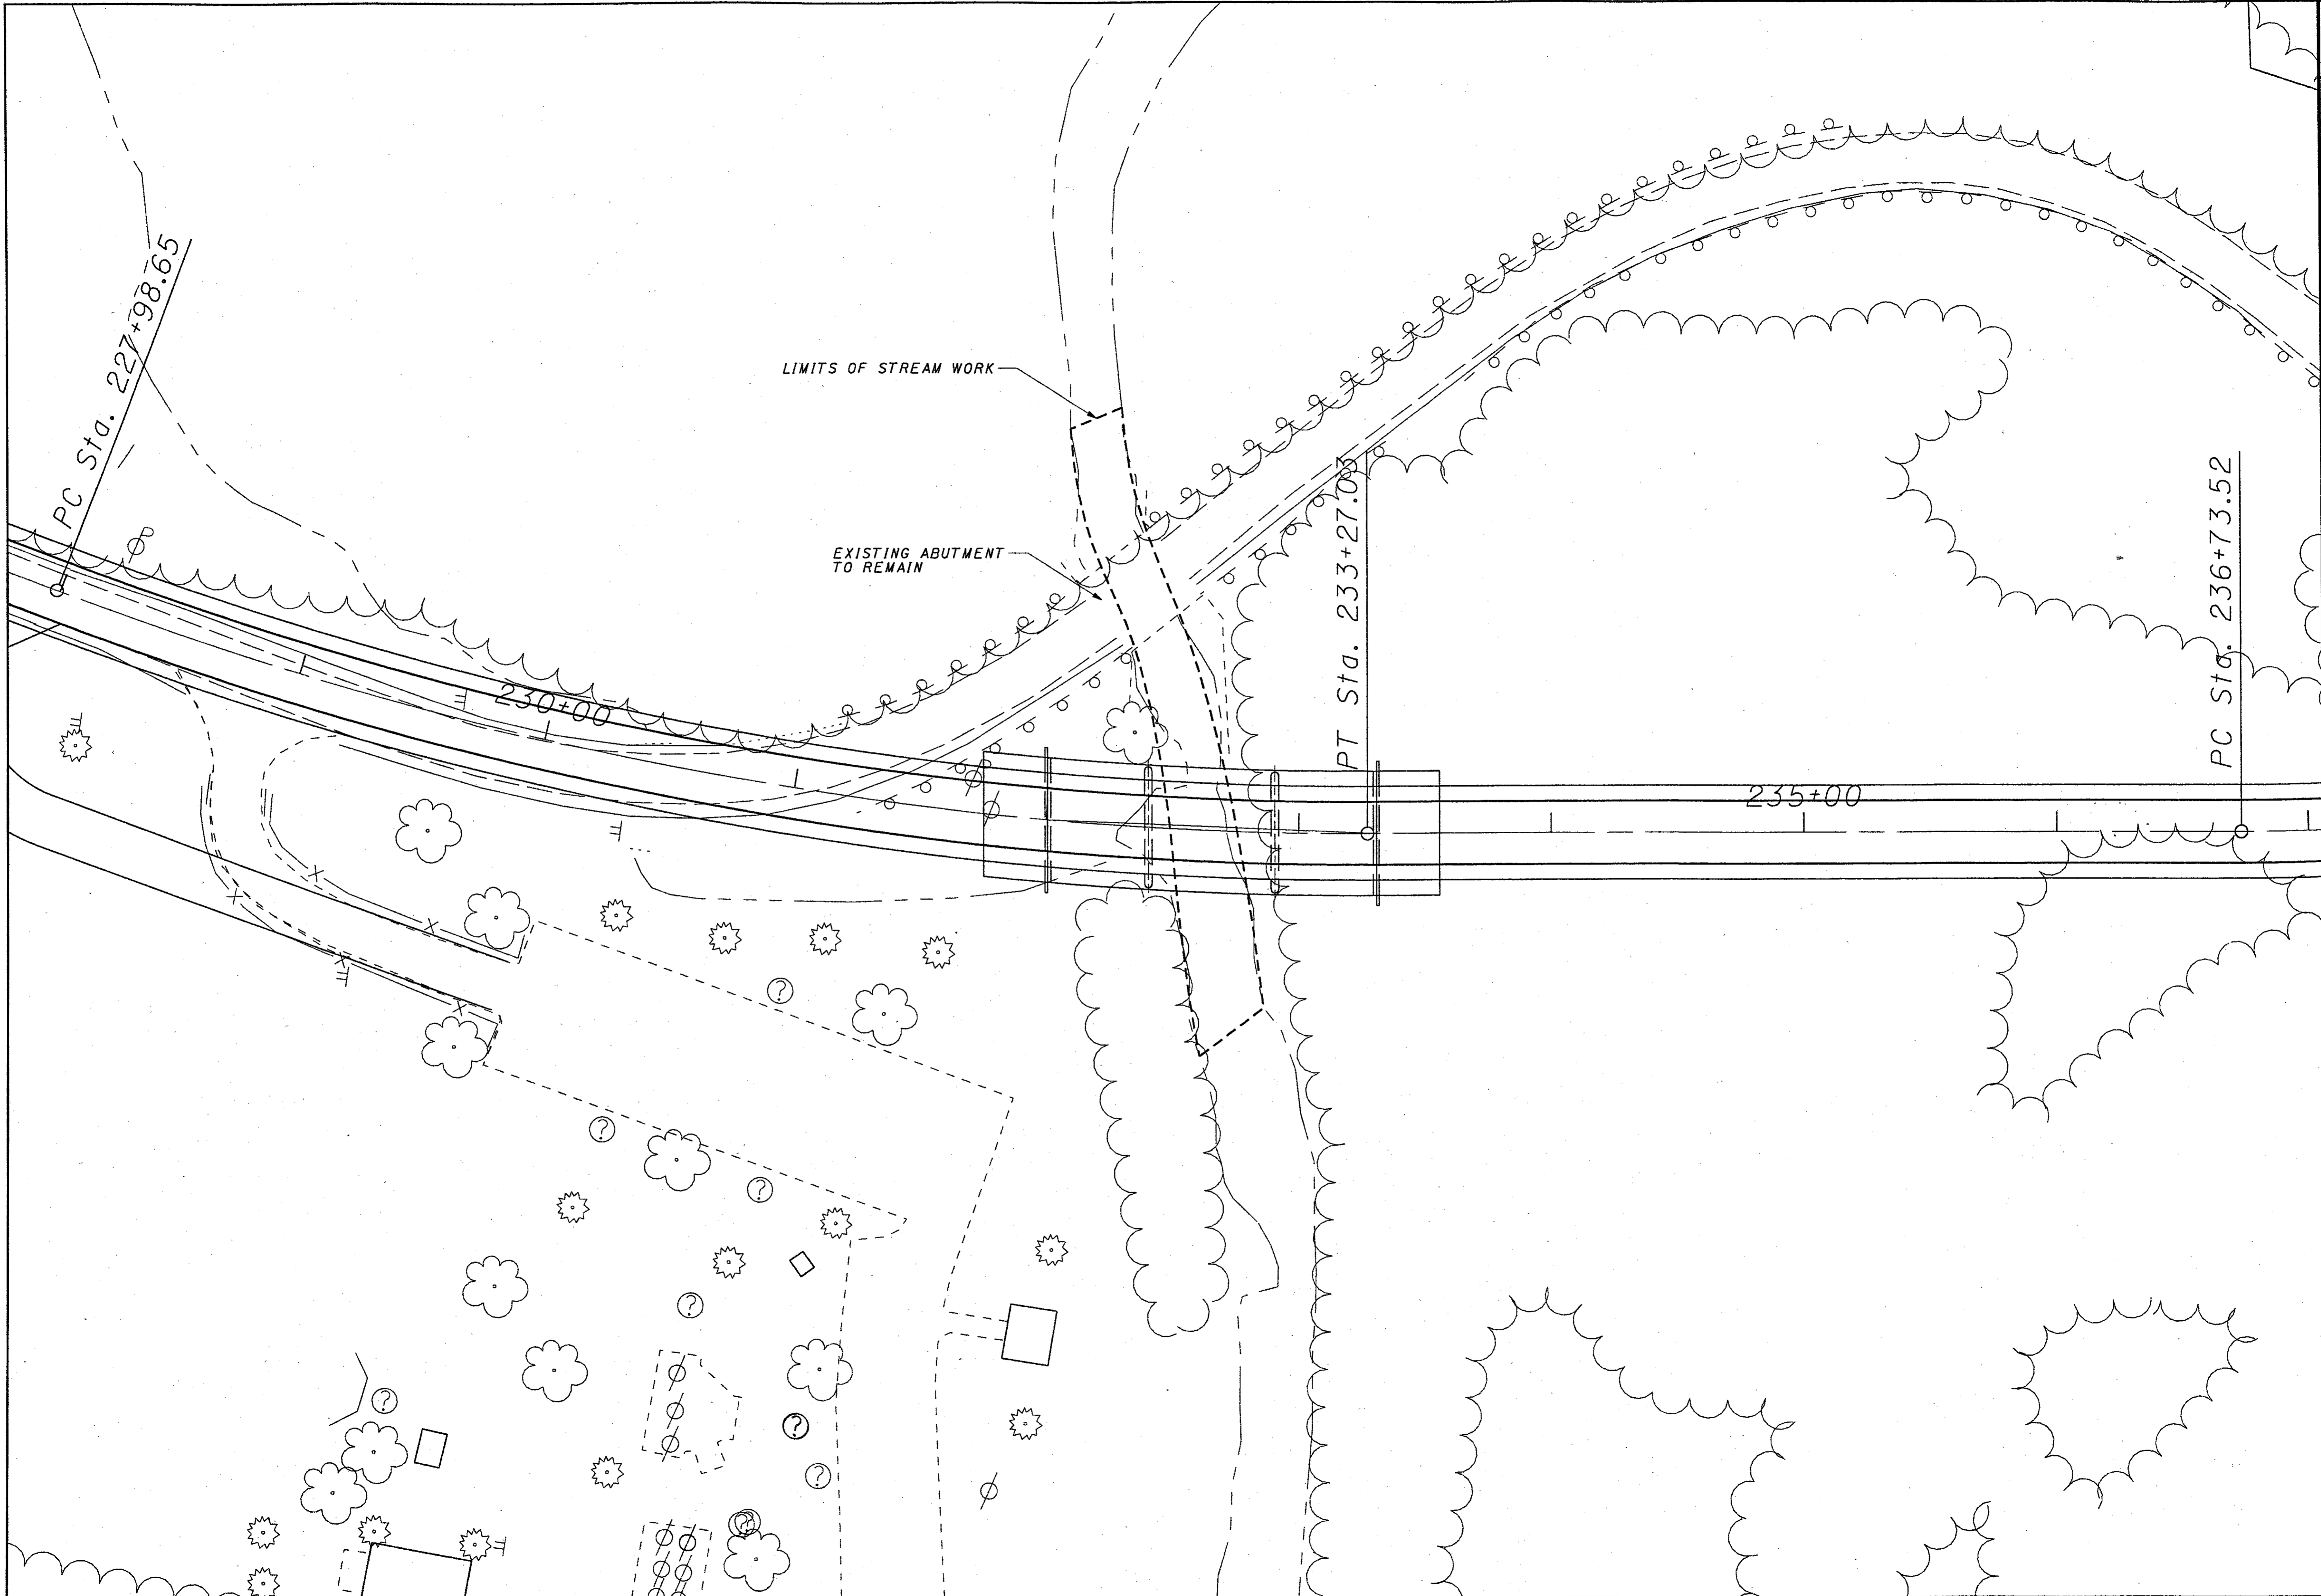 PC Sta. 227+98.65
LIMITS OF STREAM WORK
EXISTING ABUTMENT
TO REMAIN
230+00
PT Sta. 233+27.03
235+00
PC Sta. 236+73.52
?
?
?
?
?
?
?
?
?